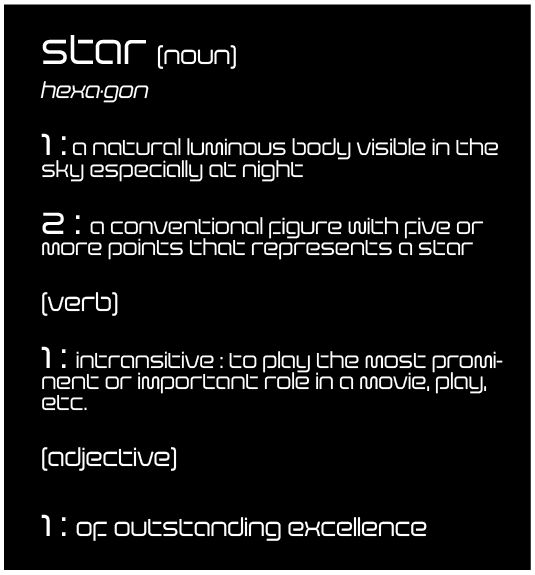 star (noun)
hexa·gon
1 : a natural luminous body visible in the
sky especially at night
2 : a conventional figure with five or
more points that represents a star
(verb)
1 : intransitive : to play the most promi-
nent or important role in a movie, play,
etc.
(adjective)
1 : of outstanding excellence